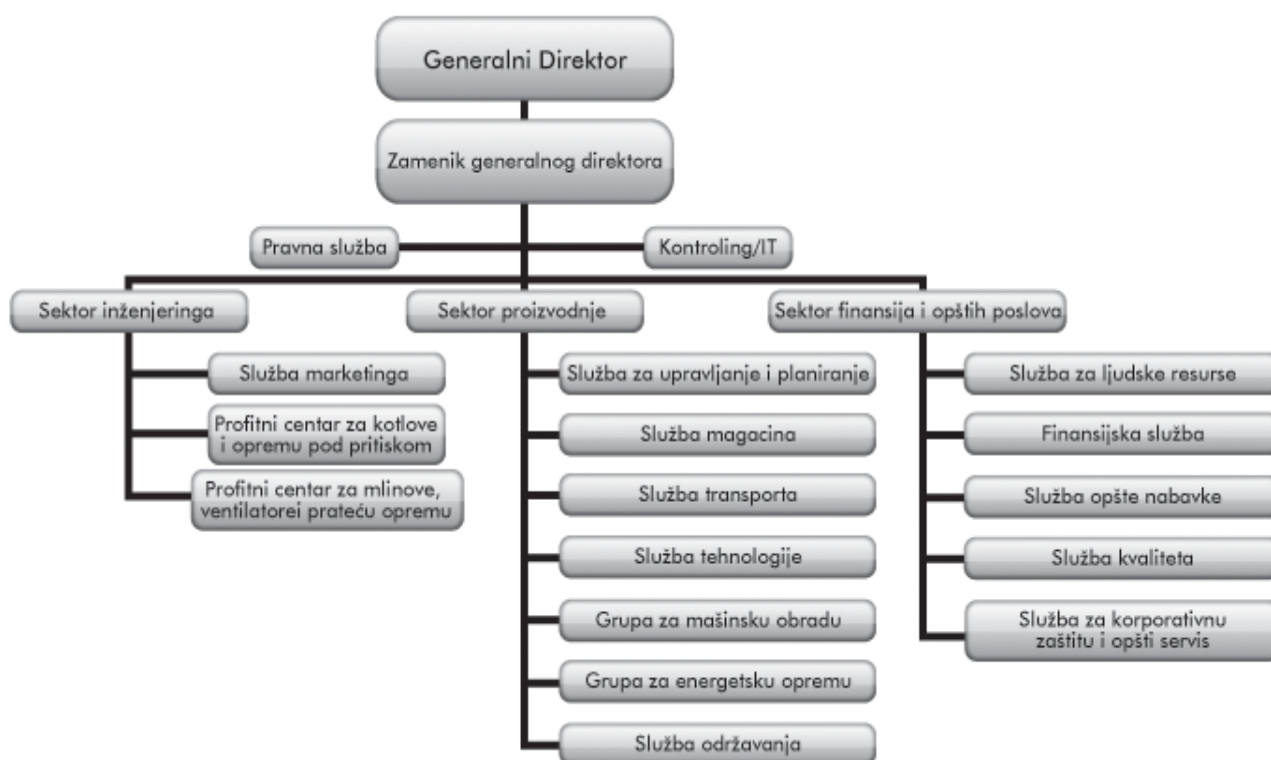 Generalni Direktor
Zamenik generalnog direktora
Pravna služba
Kontroling/IT
Sektor inženjeringa
Sektor proizvodnje
Sektor finansija i opštih poslova
Služba marketinga
Profitni centar za kotlove
i opremu pod pritiskom
Profitni centar za mlinove,
ventilatorei prateću opremu
Služba za upravljanje i planiranje
Služba magacina
Služba transporta
Služba tehnologije
Grupa za mašinsku obradu
Grupa za energetsku opremu
Služba održavanja
Služba za ljudske resurse
Finansijska služba
Služba opšte nabavke
Služba kvaliteta
Služba za korporativnu
zaštitu i opšti servis